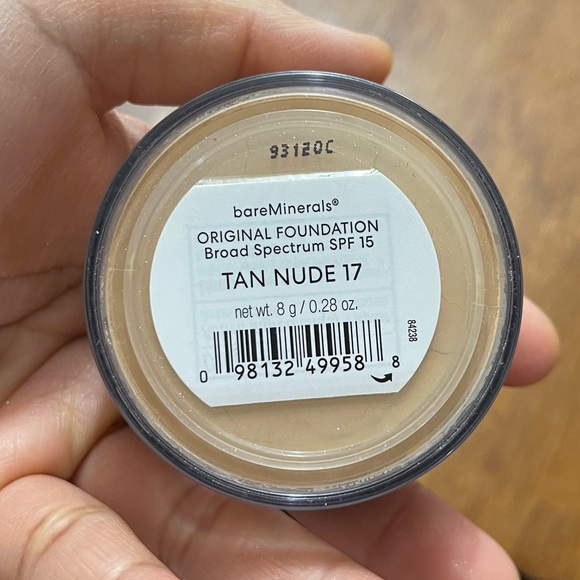 93120C
bareMinerals®
ORIGINAL FOUNDATION
Broad Spectrum SPF 15
TAN NUDE 17
net wt. 8 g / 0.28 oz.
84238
0 98132 49958 8